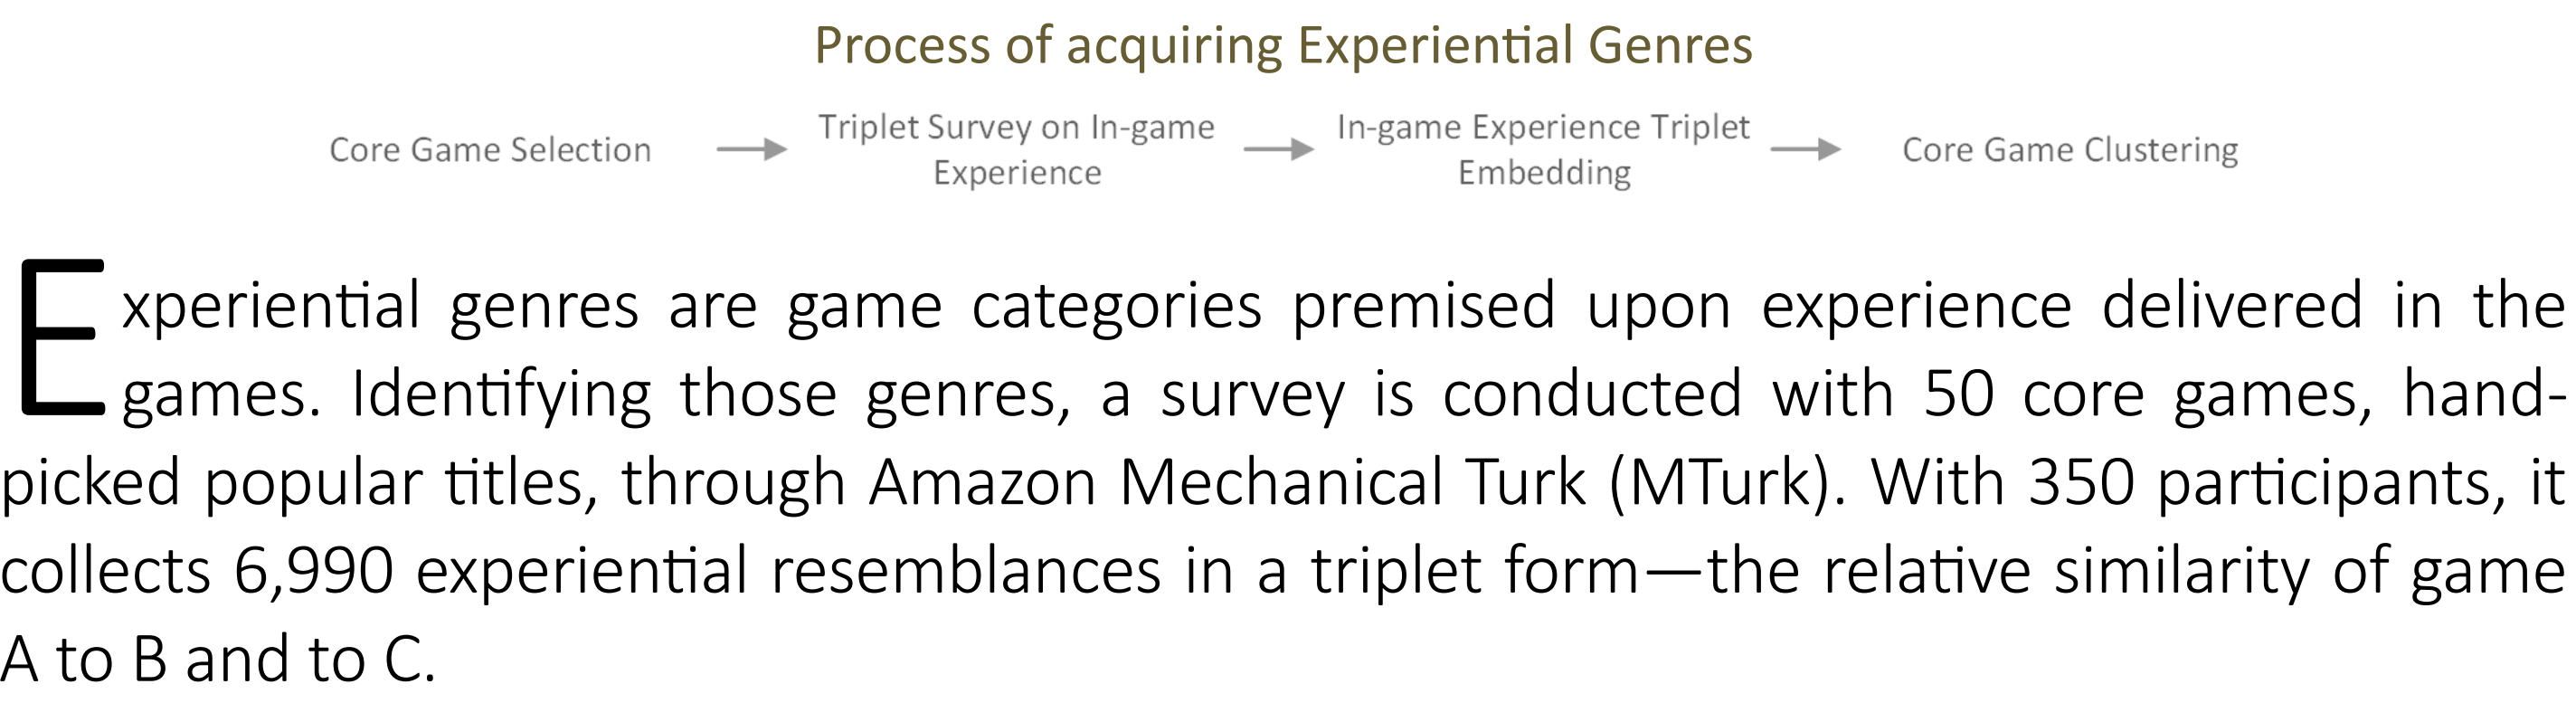 Process of acquiring Experiential Genres
Core Game Selection
Triplet Survey on In-game
Experience
In-game Experience Triplet
Embedding
Core Game Clustering
Experiential genres are game categories premised upon experience delivered in the
games. Identifying those genres, a survey is conducted with 50 core games, hand-
picked popular titles, through Amazon Mechanical Turk (MTurk). With 350 participants, it
collects 6,990 experiential resemblances in a triplet form—the relative similarity of game
A to B and to C.